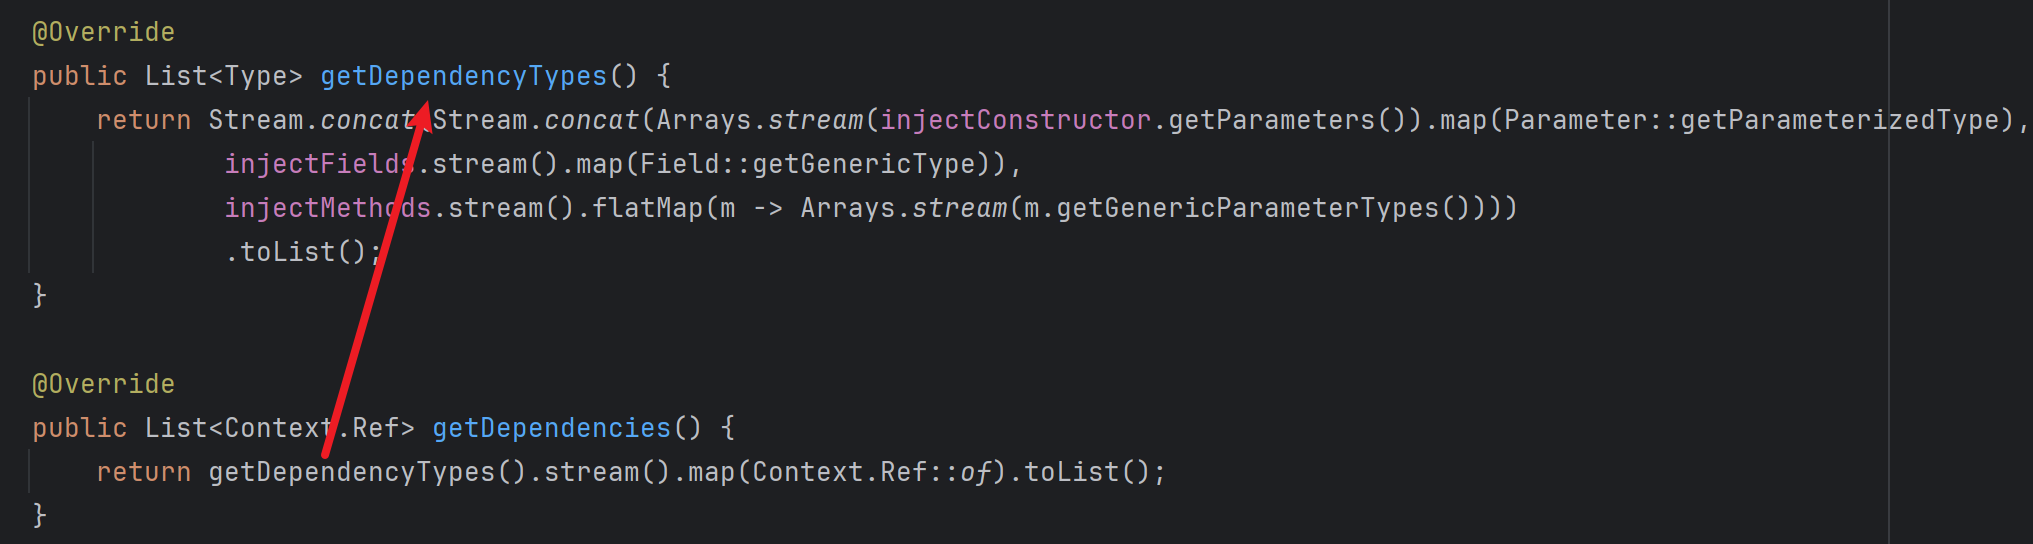 @Override
public List<Type> getDependencyTypes() {
return Stream.concat(Stream.concat(Arrays.stream(injectConstructor.getParameters()).map(Parameter::getParameterizedType),
injectFields.stream().map(Field::getGenericType)),
injectMethods.stream().flatMap(m -> Arrays.stream(m.getGenericParameterTypes())))
.toList();
}
@Override
public List<Context.Ref> getDependencies() {
return getDependencyTypes().stream().map(Context.Ref::of).toList();
}